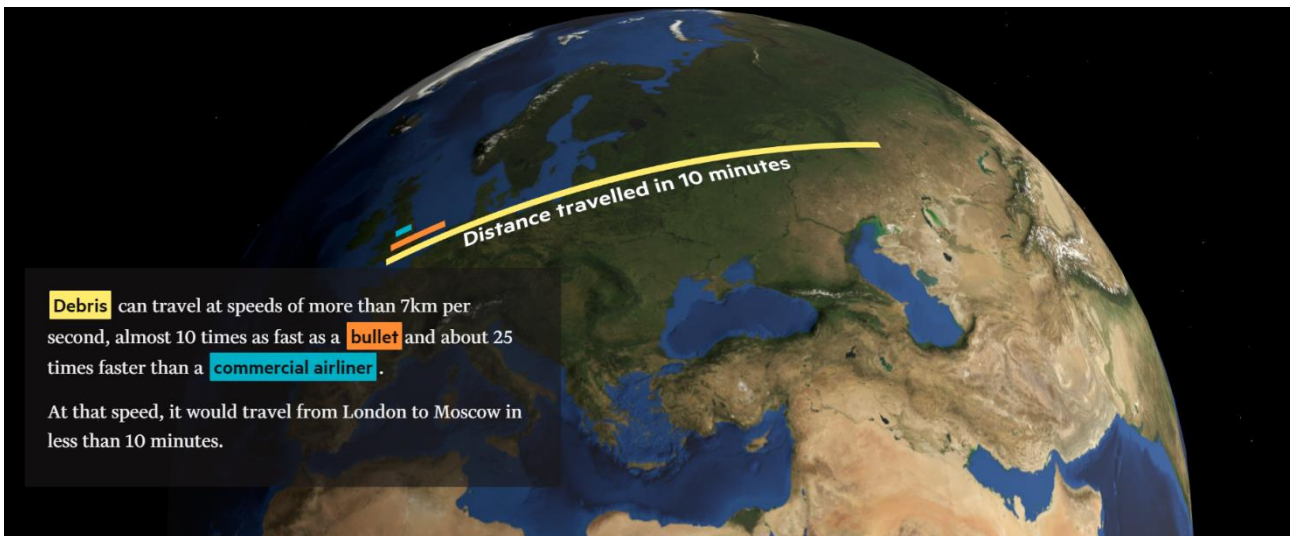 Distance travelled in 10 minutes
Debris can travel at speeds of more than 7km per
second, almost 10 times as fast as a bullet and about 25
times faster than a commercial airliner.
At that speed, it would travel from London to Moscow in
less than 10 minutes.